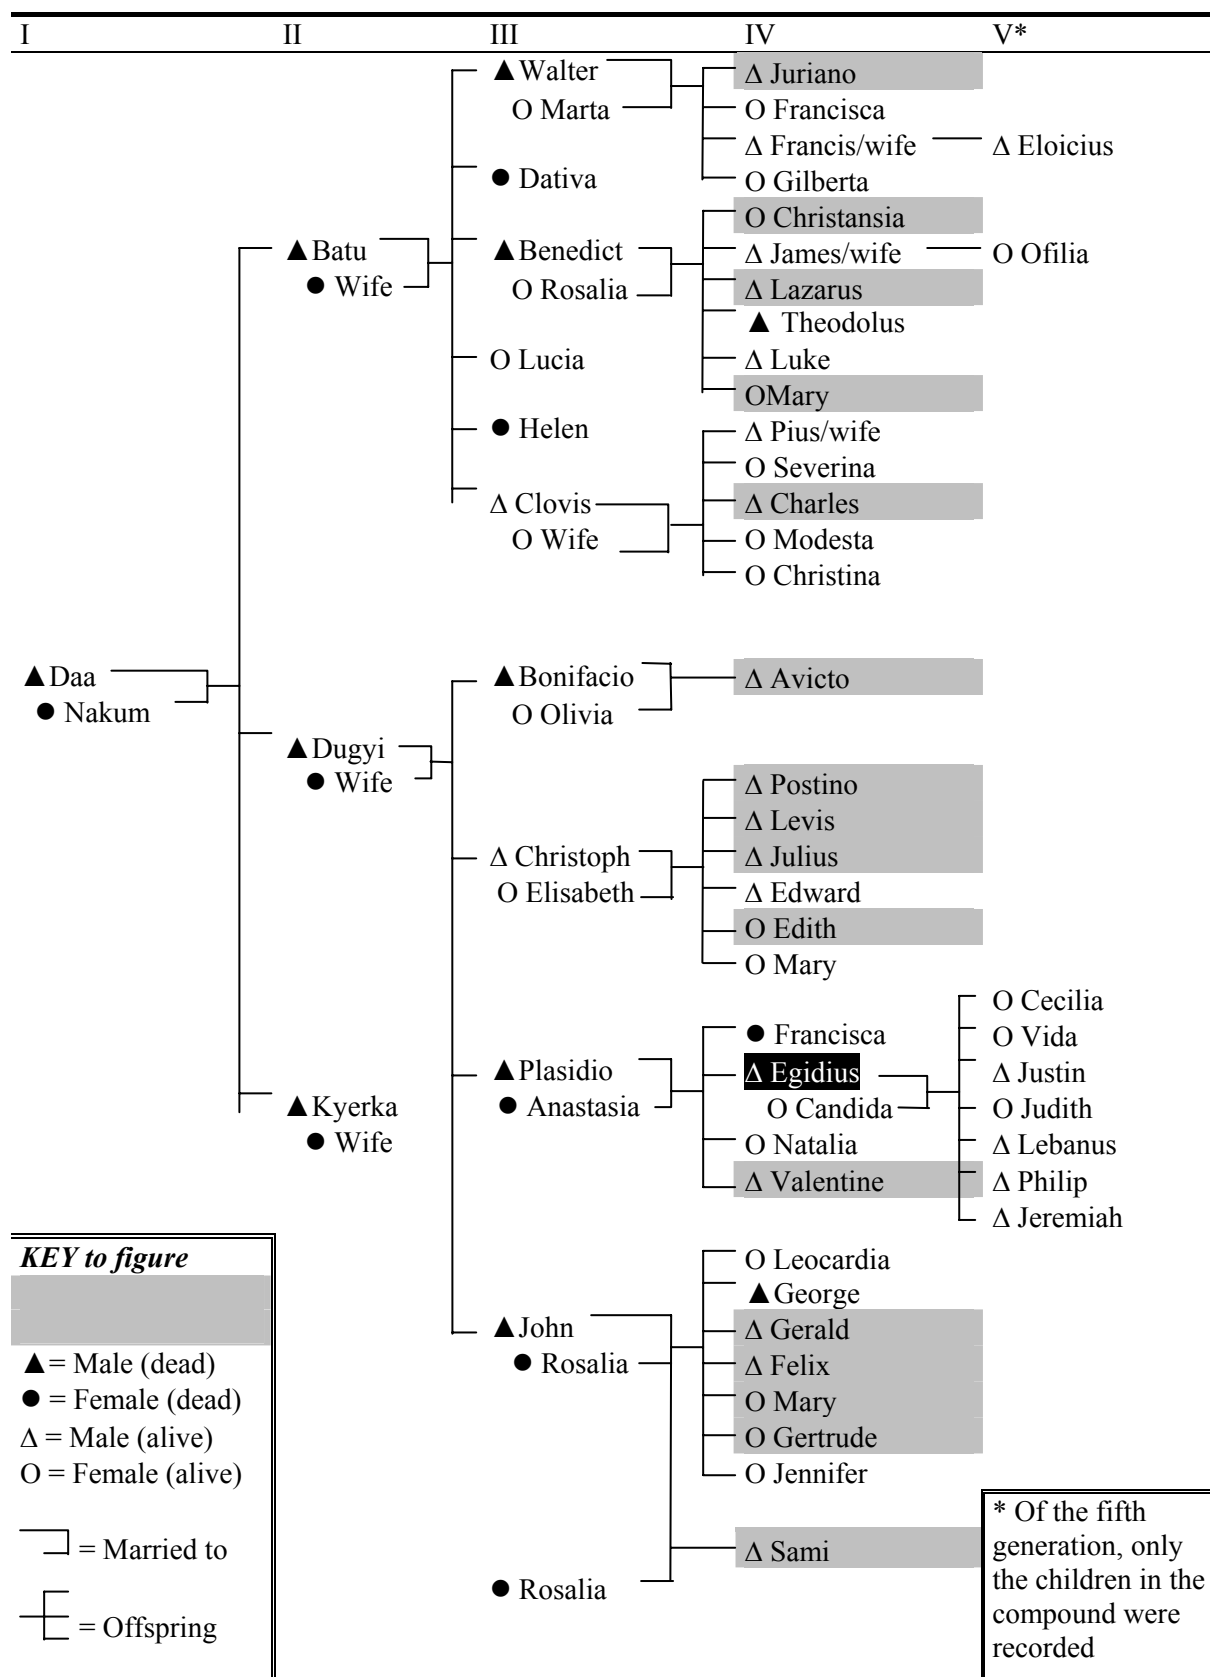 I II III IV V*
▲Walter
O Marta
Δ Juriano
O Francisca
Δ Francis/wife
Δ Eloicius
O Gilberta
● Dativa
▲Batu
● Wife
▲Benedict
O Rosalia
O Christansia
Δ James/wife
O Ofilia
Δ Lazarus
▲ Theodolus
Δ Luke
OMary
O Lucia
● Helen
Δ Clovis
O Wife
Δ Pius/wife
O Severina
Δ Charles
O Modesta
O Christina
▲Daa
● Nakum
▲Dugyi
● Wife
▲Bonifacio
O Olivia
Δ Avicto
Δ Christoph
O Elisabeth
Δ Postino
Δ Levis
Δ Julius
Δ Edward
O Edith
O Mary
▲Kyerka
● Wife
▲Plasidio
● Anastasia
● Francisca
Δ Egidius
O Candida
O Natalia
Δ Valentine
O Cecilia
O Vida
Δ Justin
O Judith
Δ Lebanus
Δ Philip
Δ Jeremiah
▲John
● Rosalia
O Leocardia
▲George
Δ Gerald
Δ Felix
O Mary
O Gertrude
O Jennifer
● Rosalia
Δ Sami
KEY to figure
▲= Male (dead)
● = Female (dead)
Δ = Male (alive)
O = Female (alive)
= Married to
= Offspring
* Of the fifth
generation, only
the children in the
compound were
recorded